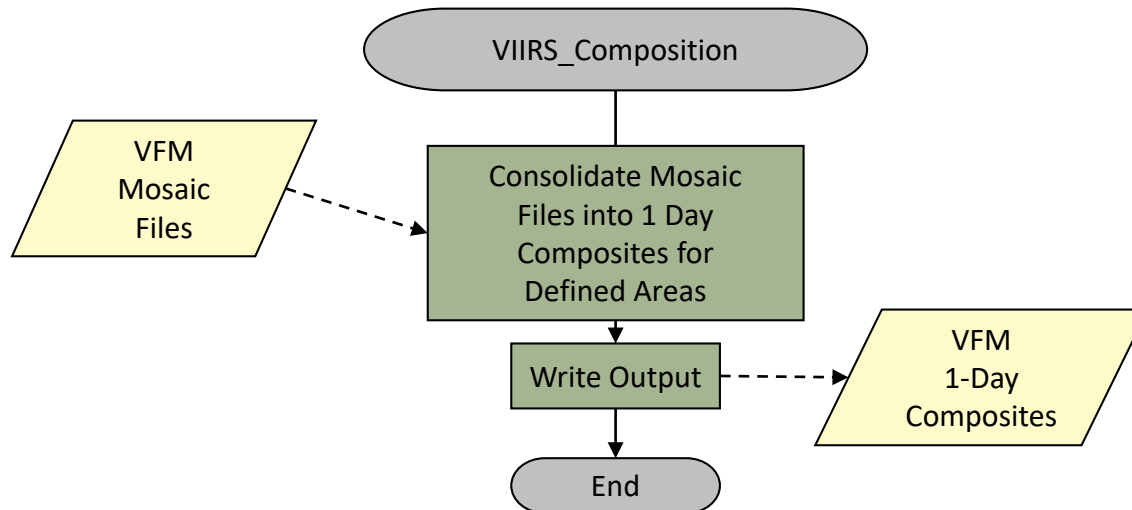 VIIRS_Composition
VFM
Mosaic
Files
Consolidate Mosaic
Files into 1 Day
Composites for
Defined Areas
Write Output
VFM
1-Day
Composites
End